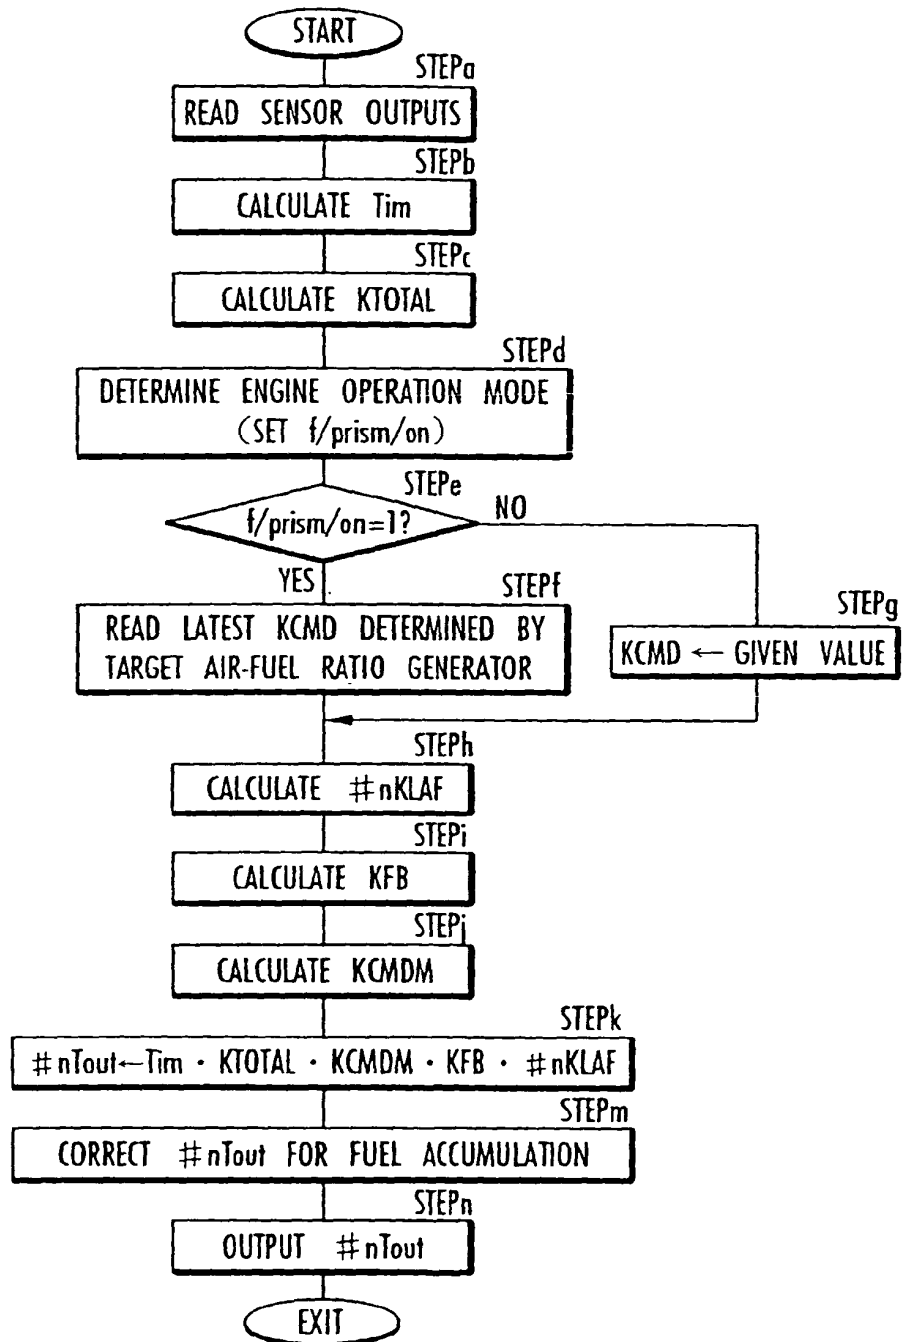 START
STEPa
READ SENSOR OUTPUTS
STEPb
CALCULATE Tim
STEPc
CALCULATE KTOTAL
STEPd
DETERMINE ENGINE OPERATION MODE
(SET f/prism/on)
STEPe
f/prism/on=1?
NO
YES
STEPf
READ LATEST KCMD DETERMINED BY
TARGET AIR-FUEL RATIO GENERATOR
STEPg
KCMD ← GIVEN VALUE
STEPh
CALCULATE #nKLAF
STEPi
CALCULATE KFB
STEPj
CALCULATE KCMDM
STEPk
#nTout←Tim · KTOTAL · KCMDM · KFB · #nKLAF
STEPm
CORRECT #nTout FOR FUEL ACCUMULATION
STEPn
OUTPUT #nTout
EXIT